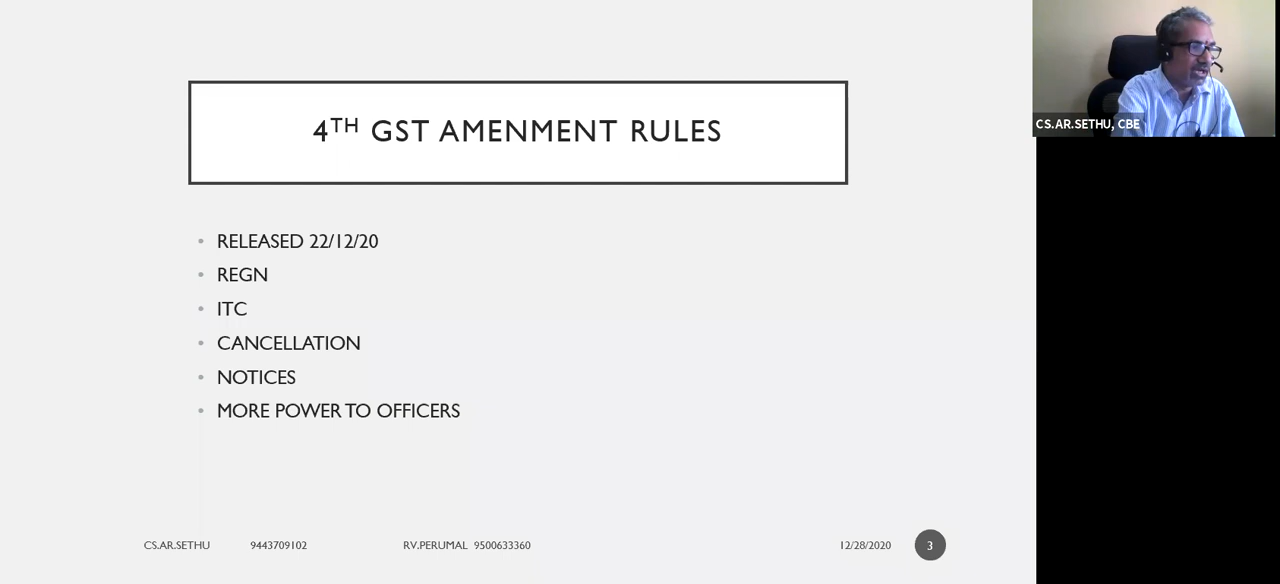 4TH GST AMENMENT RULES
• RELEASED 22/12/20
• REGN
• ITC
• CANCELLATION
• NOTICES
• MORE POWER TO OFFICERS
CS.AR.SETHU 9443709102 RV.PERUMAL 9500633360 12/28/2020 3
CS.AR.SETHU, CBE